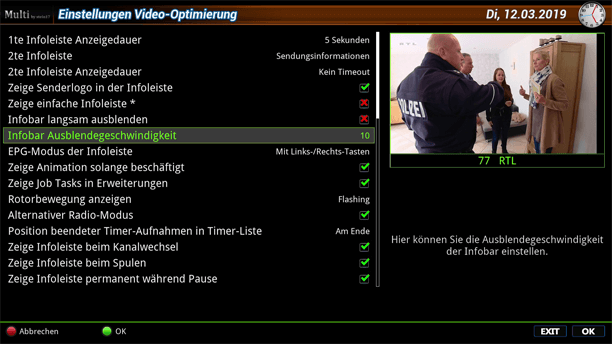 Multi Einstellungen Video-Optimierung Di, 12.03.2019
1te Infoleiste Anzeigedauer 5 Sekunden
2te Infoleiste Sendungsinformationen
2te Infoleiste Anzeigedauer Kein Timeout
Zeige Senderlogo in der Infoleiste
Zeige einfache Infoleiste *
Infobar langsam ausblenden
Infobar Ausblendegeschwindigkeit 10
EPG-Modus der Infoleiste Mit Links-/Rechts-Tasten
Zeige Animation solange beschäftigt
Zeige Job Tasks in Erweiterungen
Rotorbewegung anzeigen Flashing
Alternativer Radio-Modus
Position beendeter Timer-Aufnahmen in Timer-Liste Am Ende
Zeige Infoleiste beim Kanalwechsel
Zeige Infoleiste beim Spulen
Zeige Infoleiste permanent während Pause
POLIZEI
77 RTL
Hier können Sie die Ausblendegeschwindigkeit
der Infobar einstellen.
Abbrechen OK EXIT OK